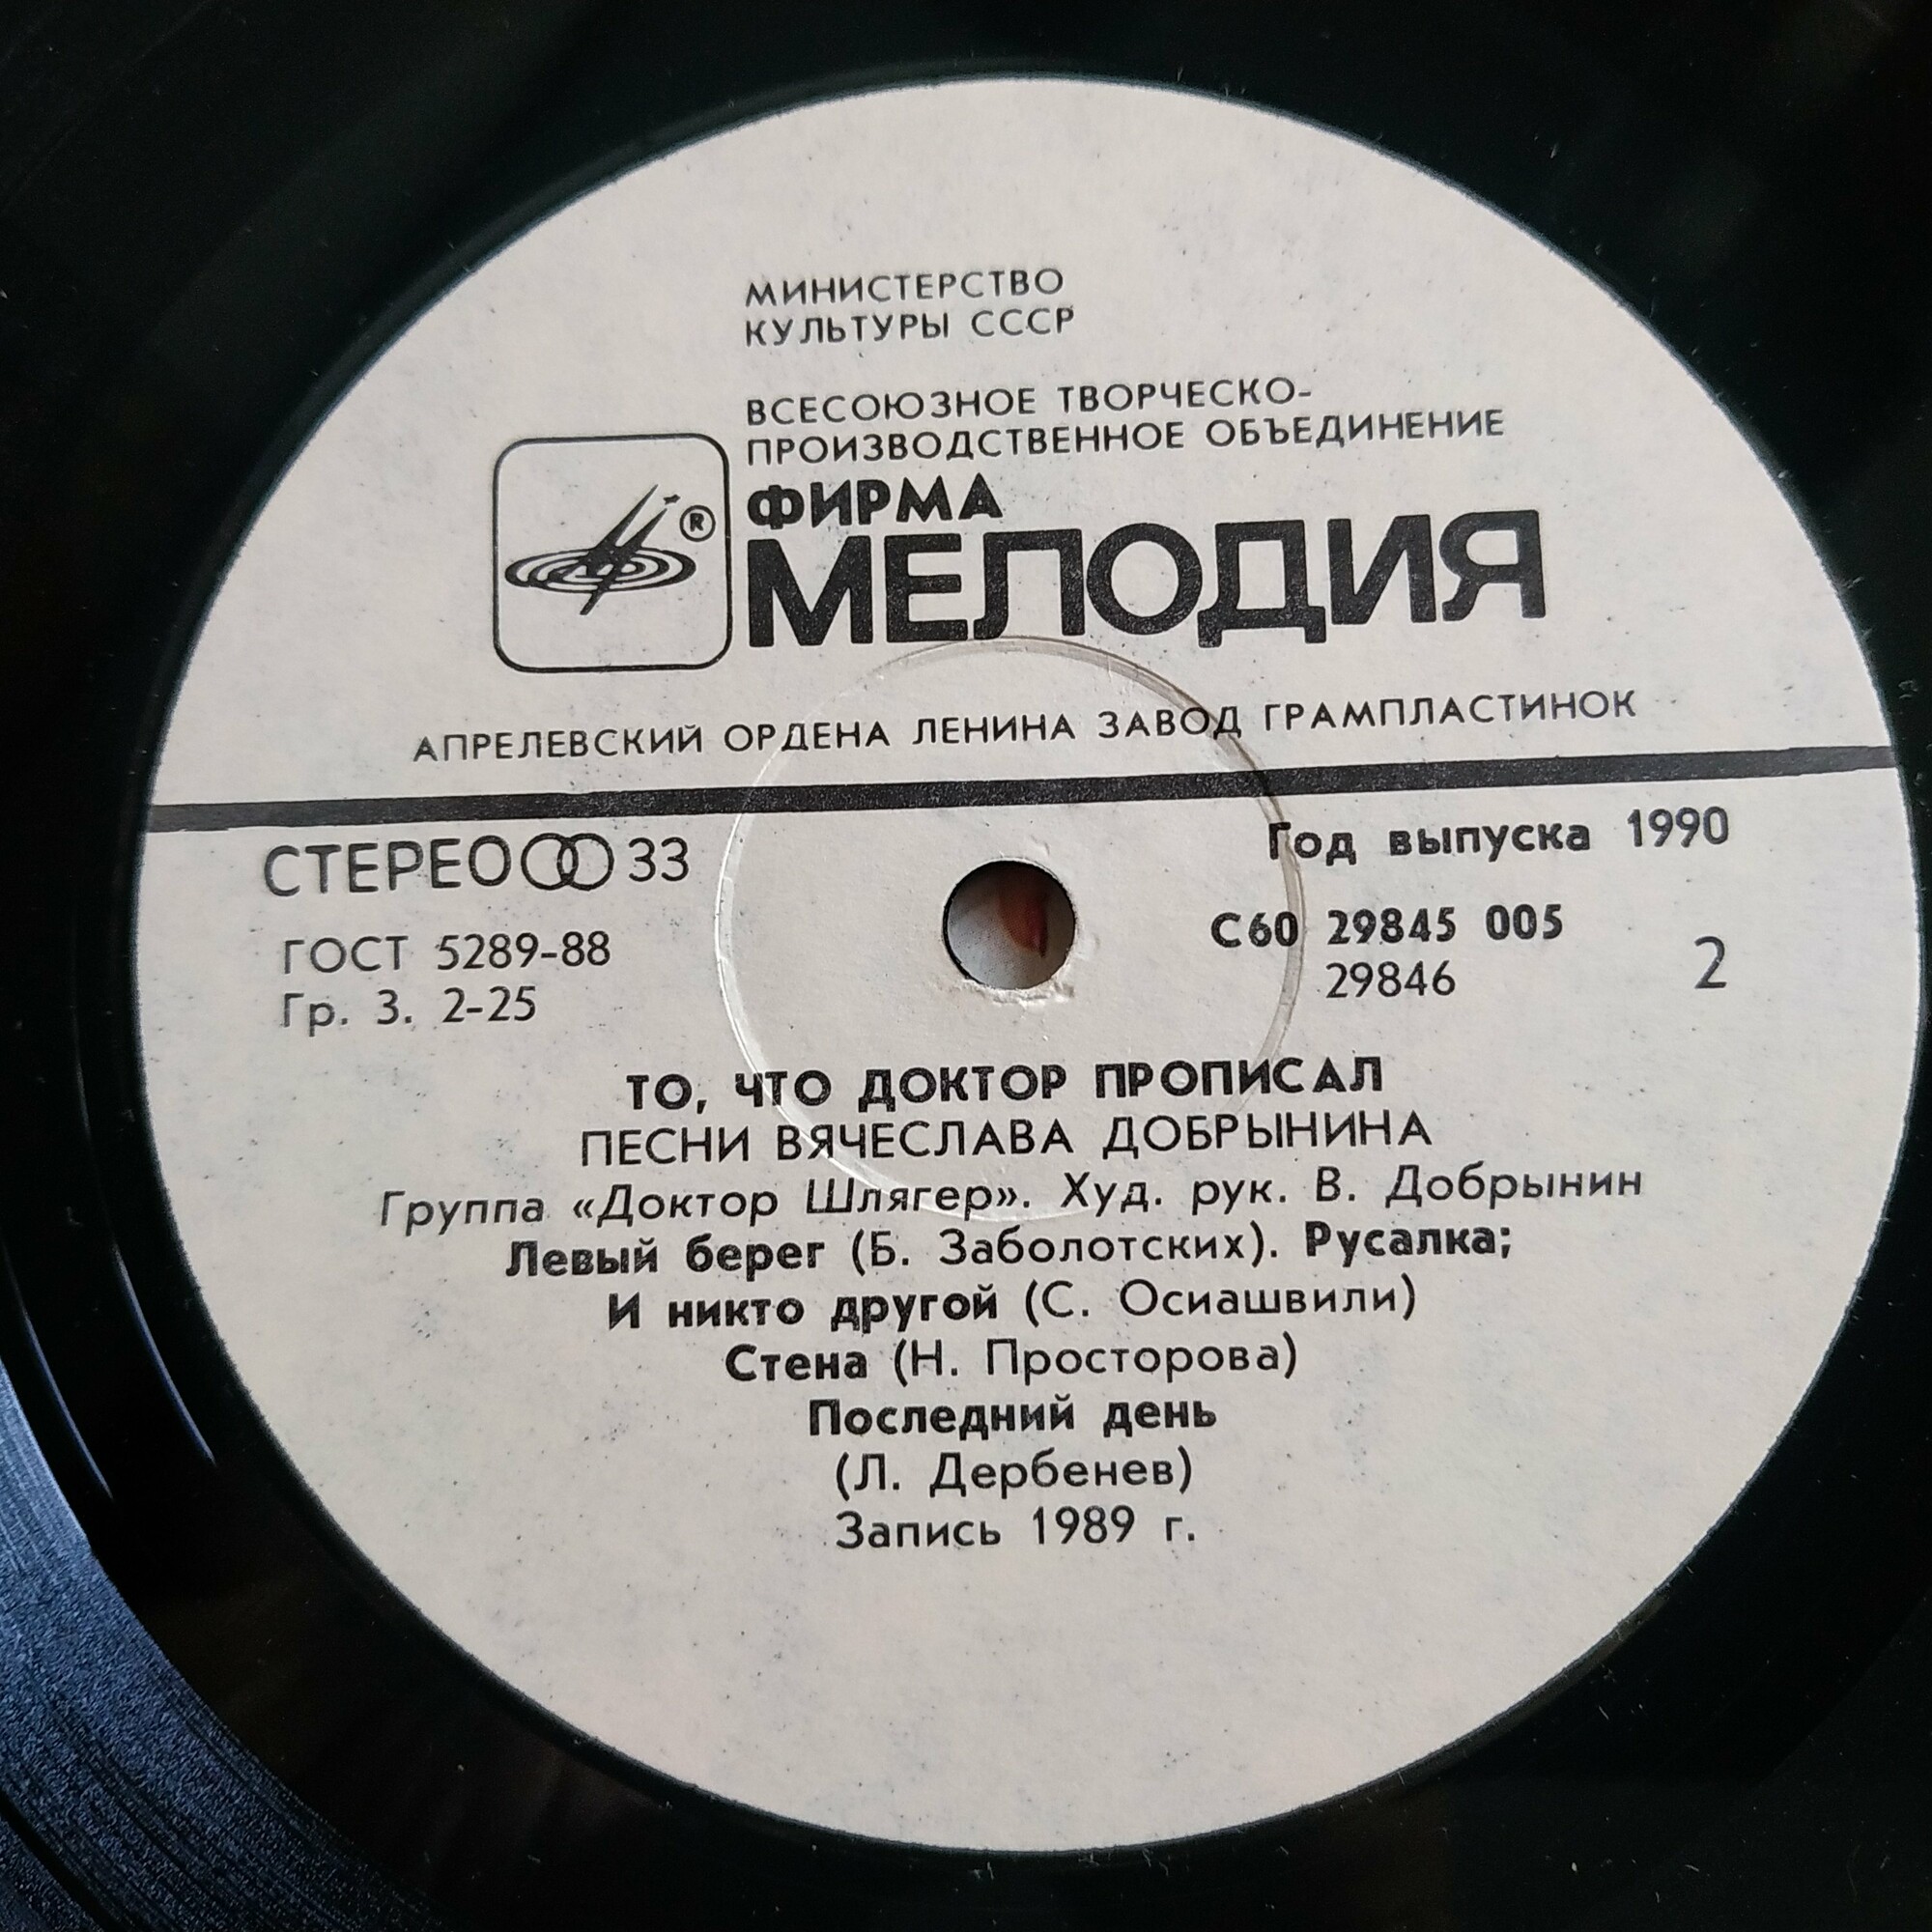 МИНИСТЕРСТВО
КУЛЬТУРЫ СССР
ВСЕСОЮЗНОЕ ТВОРЧЕСКО-
ПРОИЗВОДСТВЕННОЕ ОБЪЕДИНЕНИЕ
ФИРМА
®
МЕЛОДИЯ
АПРЕЛЕВСКИЙ ОРДЕНА ЛЕНИНА ЗАВОД ГРАМПЛАСТИНОК
СТЕРЕО 33
Год выпуска 1990
ГОСТ 5289-88
С60 29845 005
Гр. 3. 2-25
29846
2
ТО, ЧТО ДОКТОР ПРОПИСАЛ
ПЕСНИ ВЯЧЕСЛАВА ДОБРЫНИНА
Группа «Доктор Шлягер». Худ. рук. В. Добрынин
Левый берег (Б. Заболотских). Русалка;
И никто другой (С. Осиашвили)
Стена (Н. Просторова)
Последний день
(Л. Дербенев)
Запись 1989 г.